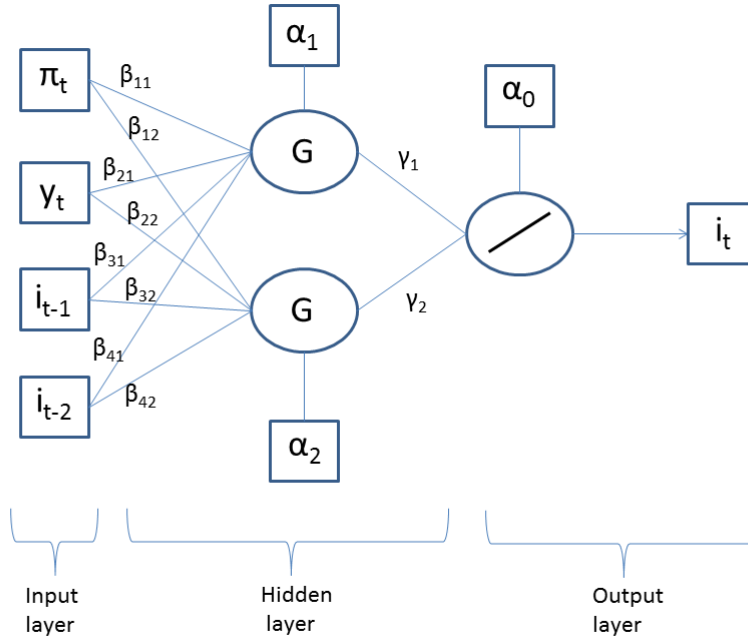 α₁
πₜ
β₁₁
α₀
β₁₂
G
γ₁
β₂₁
yₜ
β₂₂
iₜ
β₃₁
iₜ₋₁
β₃₂
G
γ₂
β₄₁
iₜ₋₂
β₄₂
α₂
Input
layer
Hidden
layer
Output
layer